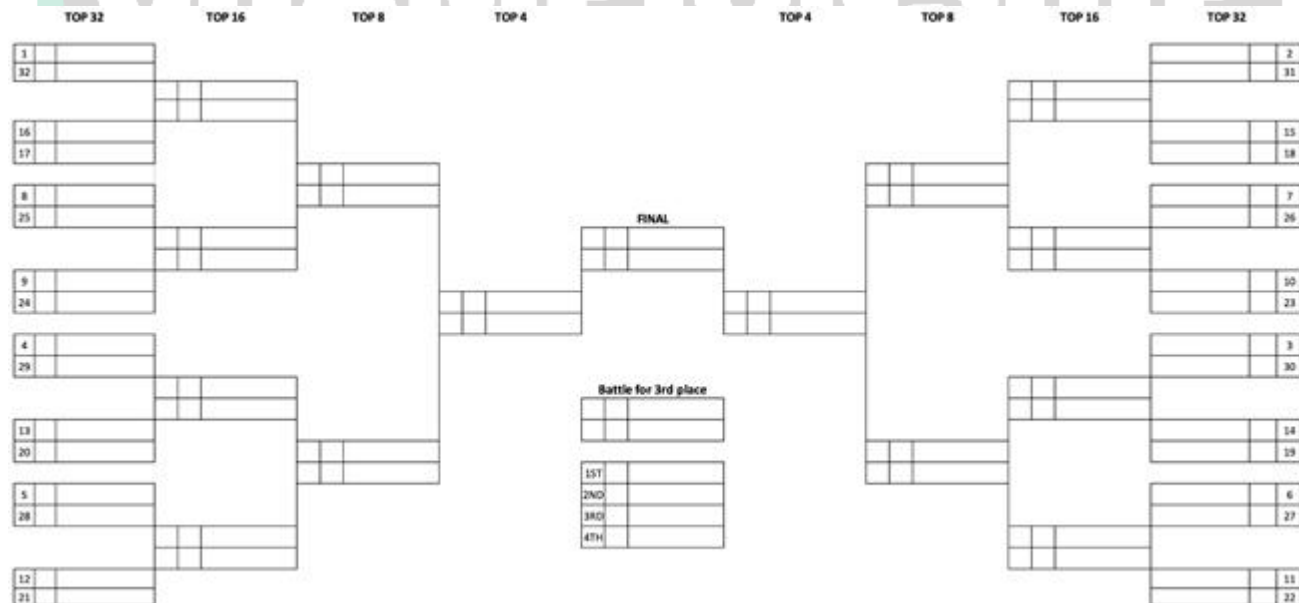 TOP 32 TOP 16 TOP 8 TOP 4 TOP 4 TOP 8 TOP 16 TOP 32
1 2
32 31
16 15
17 18
8 7
25 FINAL 26
9 10
24 23
4 3
29 30
Battle for 3rd place
13 14
20 19
1ST
5 2ND 6
28 3RD 27
4TH
12 11
21 22